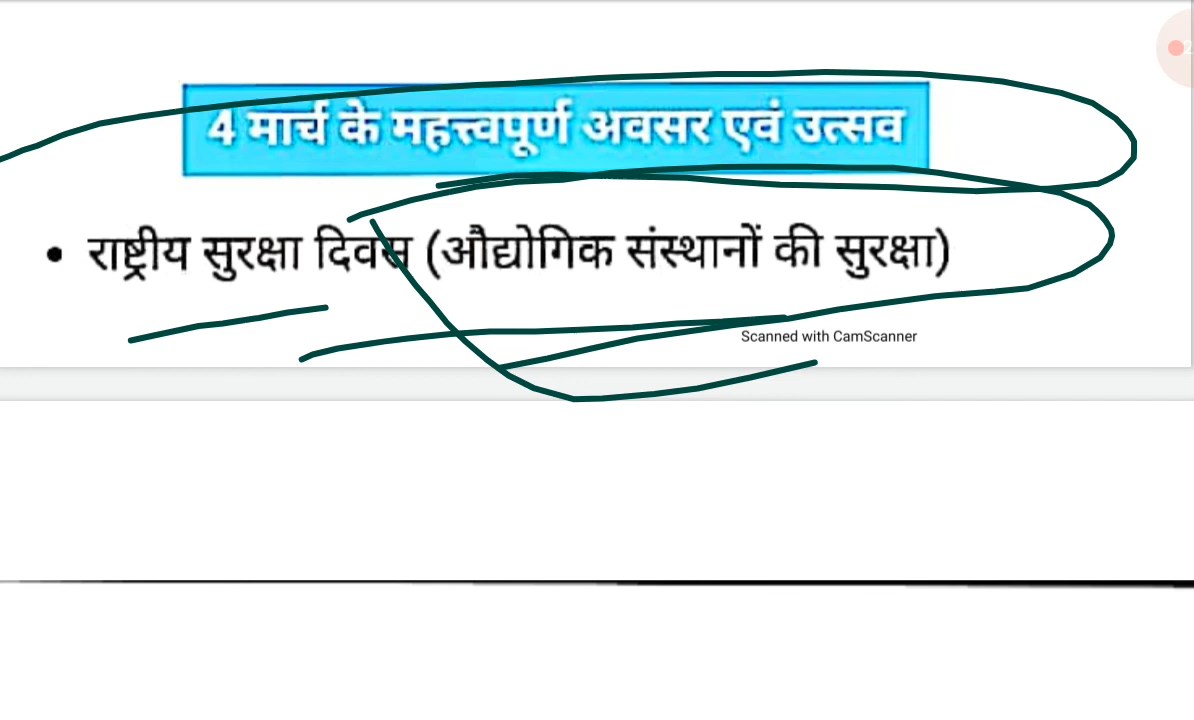 4 मार्च के महत्त्वपूर्ण अवसर एवं उत्सव
• राष्ट्रीय सुरक्षा दिवस (औद्योगिक संस्थानों की सुरक्षा)
Scanned with CamScanner